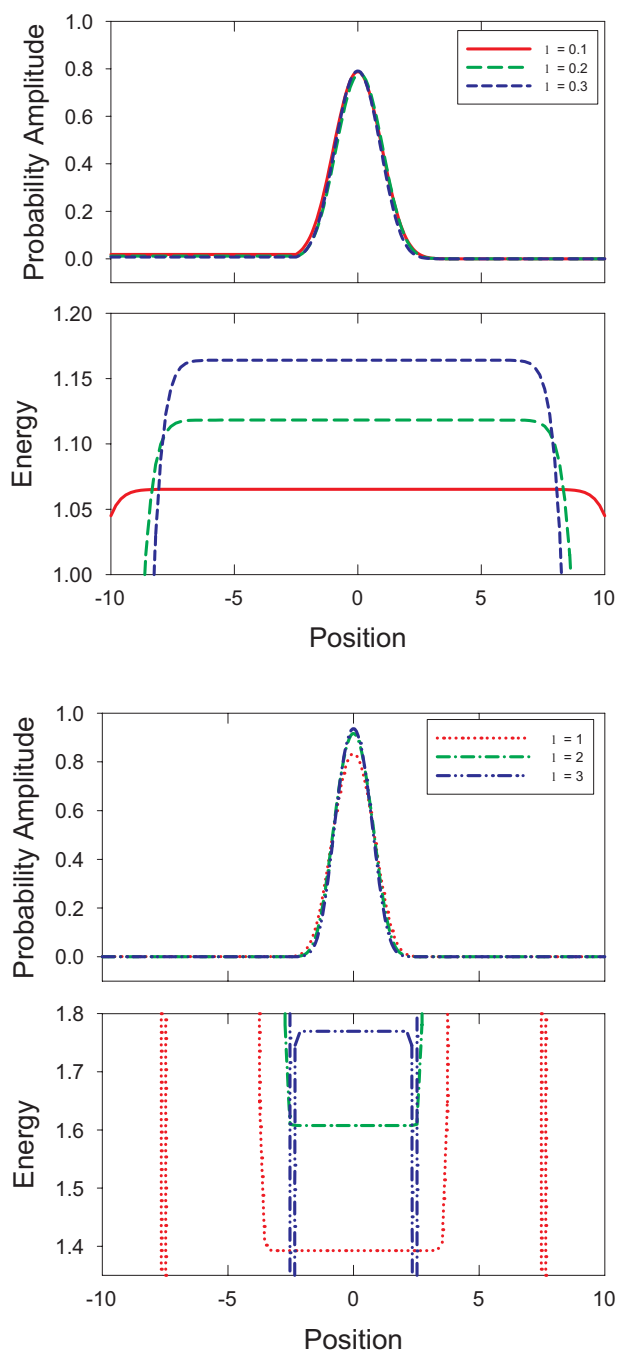 1.0
l = 0.1
l = 0.2
l = 0.3
0.8
0.6
0.4
0.2
0.0
Probability Amplitude
1.20
1.15
1.10
1.05
1.00
Energy
-10 -5 0 5 10
Position
1.0
l = 1
l = 2
l = 3
0.8
0.6
0.4
0.2
0.0
Probability Amplitude
1.8
1.7
1.6
1.5
1.4
Energy
-10 -5 0 5 10
Position